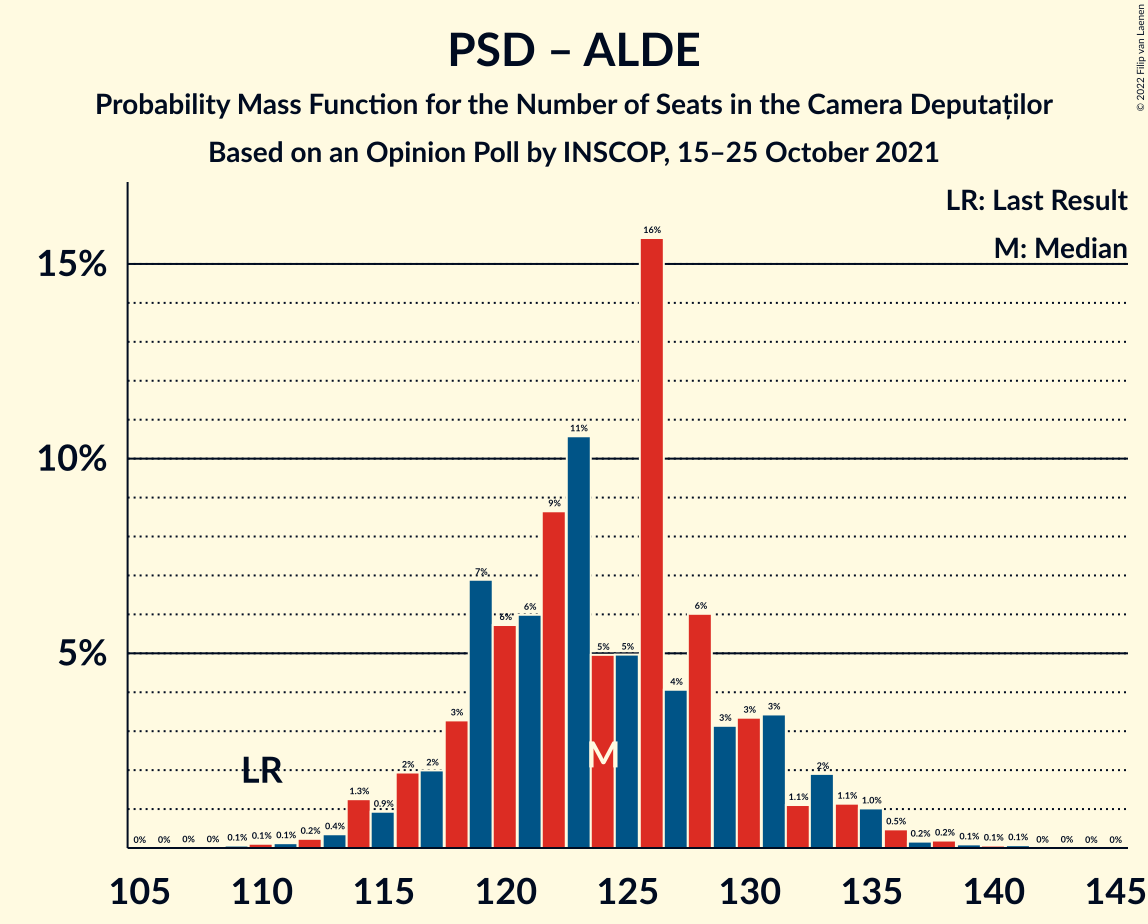 PSD – ALDE
Probability Mass Function for the Number of Seats in the Camera Deputaților
Based on an Opinion Poll by INSCOP, 15–25 October 2021
© 2022 Filip van Laenen
LR: Last Result
M: Median
15%
10%
5%
0% 0% 0% 0% 0.1% 0.1% 0.1% 0.2% 0.4% 1.3% 0.9% 2% 2% 3% 7% 6% 6% 9% 11% 5% 5% 16% 4% 6% 3% 3% 3% 1.1% 2% 1.1% 1.0% 0.5% 0.2% 0.2% 0.1% 0.1% 0.1% 0% 0% 0% 0%
LR
M
105 110 115 120 125 130 135 140 145